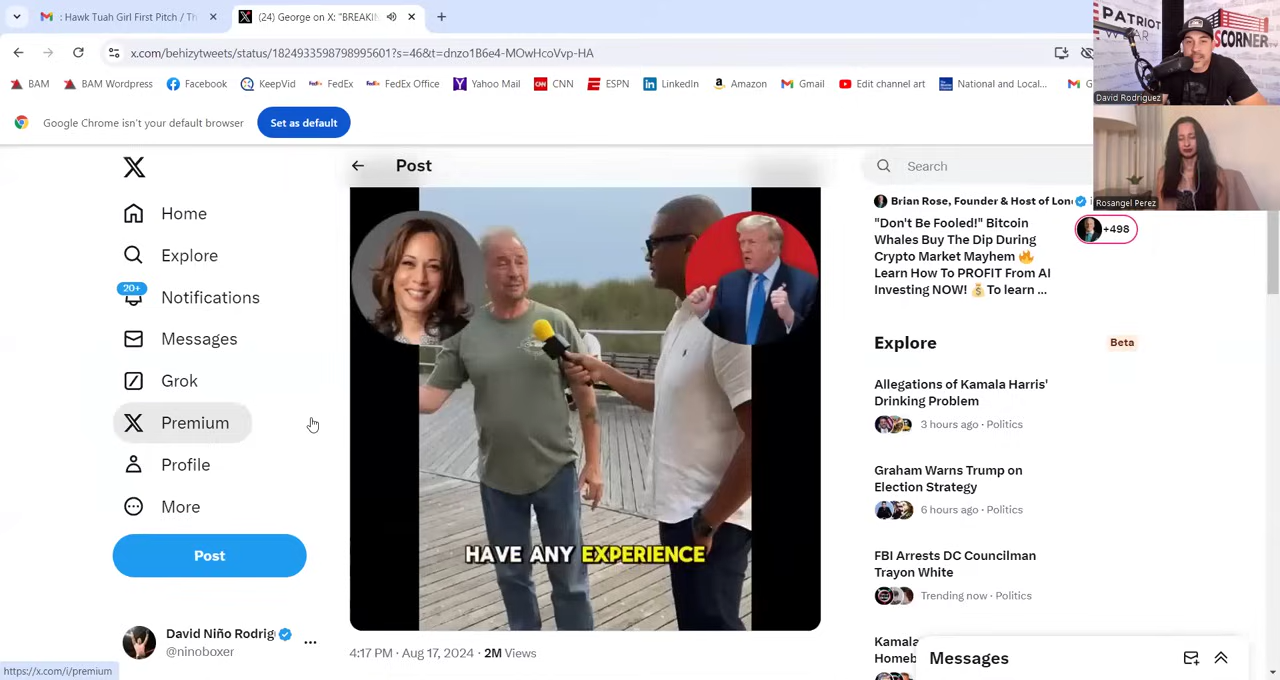 : Hawk Tuah Girl First Pitch / Th
(24) George on X: "BREAKIN
x.com/behizytweets/status/1824933598798995601?s=46&t=dnzo1B6ai-MOwHcoVvp-HA
BAM
BAM Wordpress
Facebook
KeepVid
FedEx
FedEx Office
Yahoo Mail
CNN
ESPN
LinkedIn
Amazon
Gmail
Edit channel art
National and Local...
Google Chrome isn't your default browser
Set as default
PATRIOT
David Rodriguez
Rosangel Perez
Home
Explore
20+
Notifications
Messages
Grok
Premium
Profile
Post
David Niño Rodrig
@ninoboxer
https://x.com/i/premium
Post
HAVE ANY EXPERIENCE
4:17 PM · Aug 17, 2024 · 2M Views
Search
Brian Rose, Founder & Host of Lon
"Don't Be Fooled!" Bitcoin
Whales Buy The Dip During
Crypto Market Mayhem 🔥
Learn How To PROFIT From AI
Investing NOW! 💰To learn ...
+498
Explore
Beta
Allegations of Kamala Harris'
Drinking Problem
3 hours ago · Politics
Graham Warns Trump on
Election Strategy
6 hours ago · Politics
FBI Arrests DC Councilman
Trayon White
Trending now · Politics
Kamala
Messages